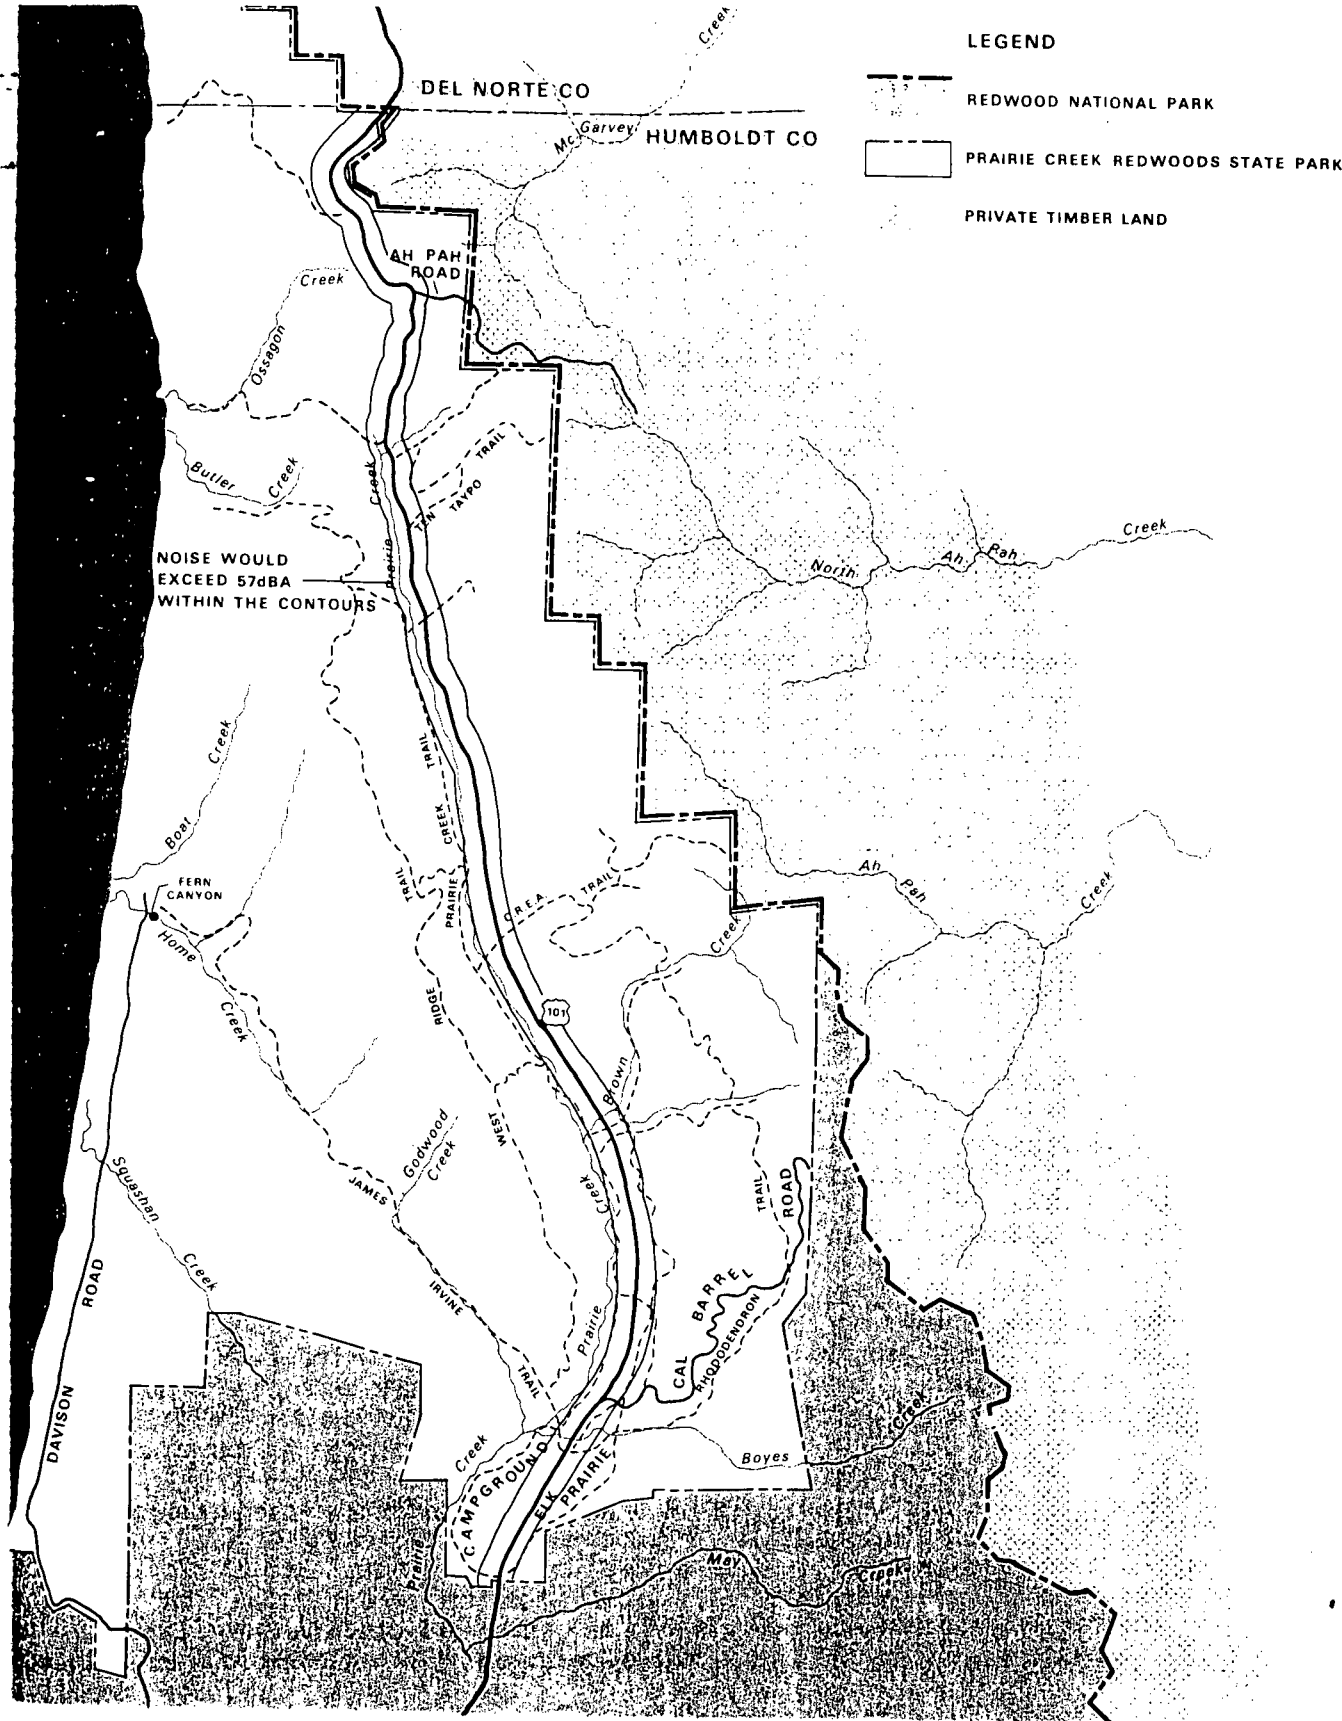 LEGEND
REDWOOD NATIONAL PARK
PRAIRIE CREEK REDWOODS STATE PARK
PRIVATE TIMBER LAND
Creek
DEL NORTE CO
Mc Garvey
HUMBOLDT CO
AH PAH
ROAD
Creek
Ossagon
Butler
Creek
Creek
Prairie
TRAIL
TEN TAYPO
NOISE WOULD
EXCEED 57dBA
WITHIN THE CONTOURS
North
Ah Pah
Creek
Creek
Boat
TRAIL
CREEK
PRAIRIE
FERN
CANYON
Home
Creek
TRAIL
RIDGE
WEST
C.R.E.A. TRAIL
Creek
Brown
Ah
Pah
Creek
101
Godwood
Creek
JAMES
IRVINE
TRAIL
Squashan
Creek
ROAD
DAVISON
Creek
Prairie
TRAIL
ROAD
BARREL
CAL
RHODODENDRON
Creek
Boyes
Creek
CAMPGROUND
ELK
PRAIRIE
Prairie
May
Creek